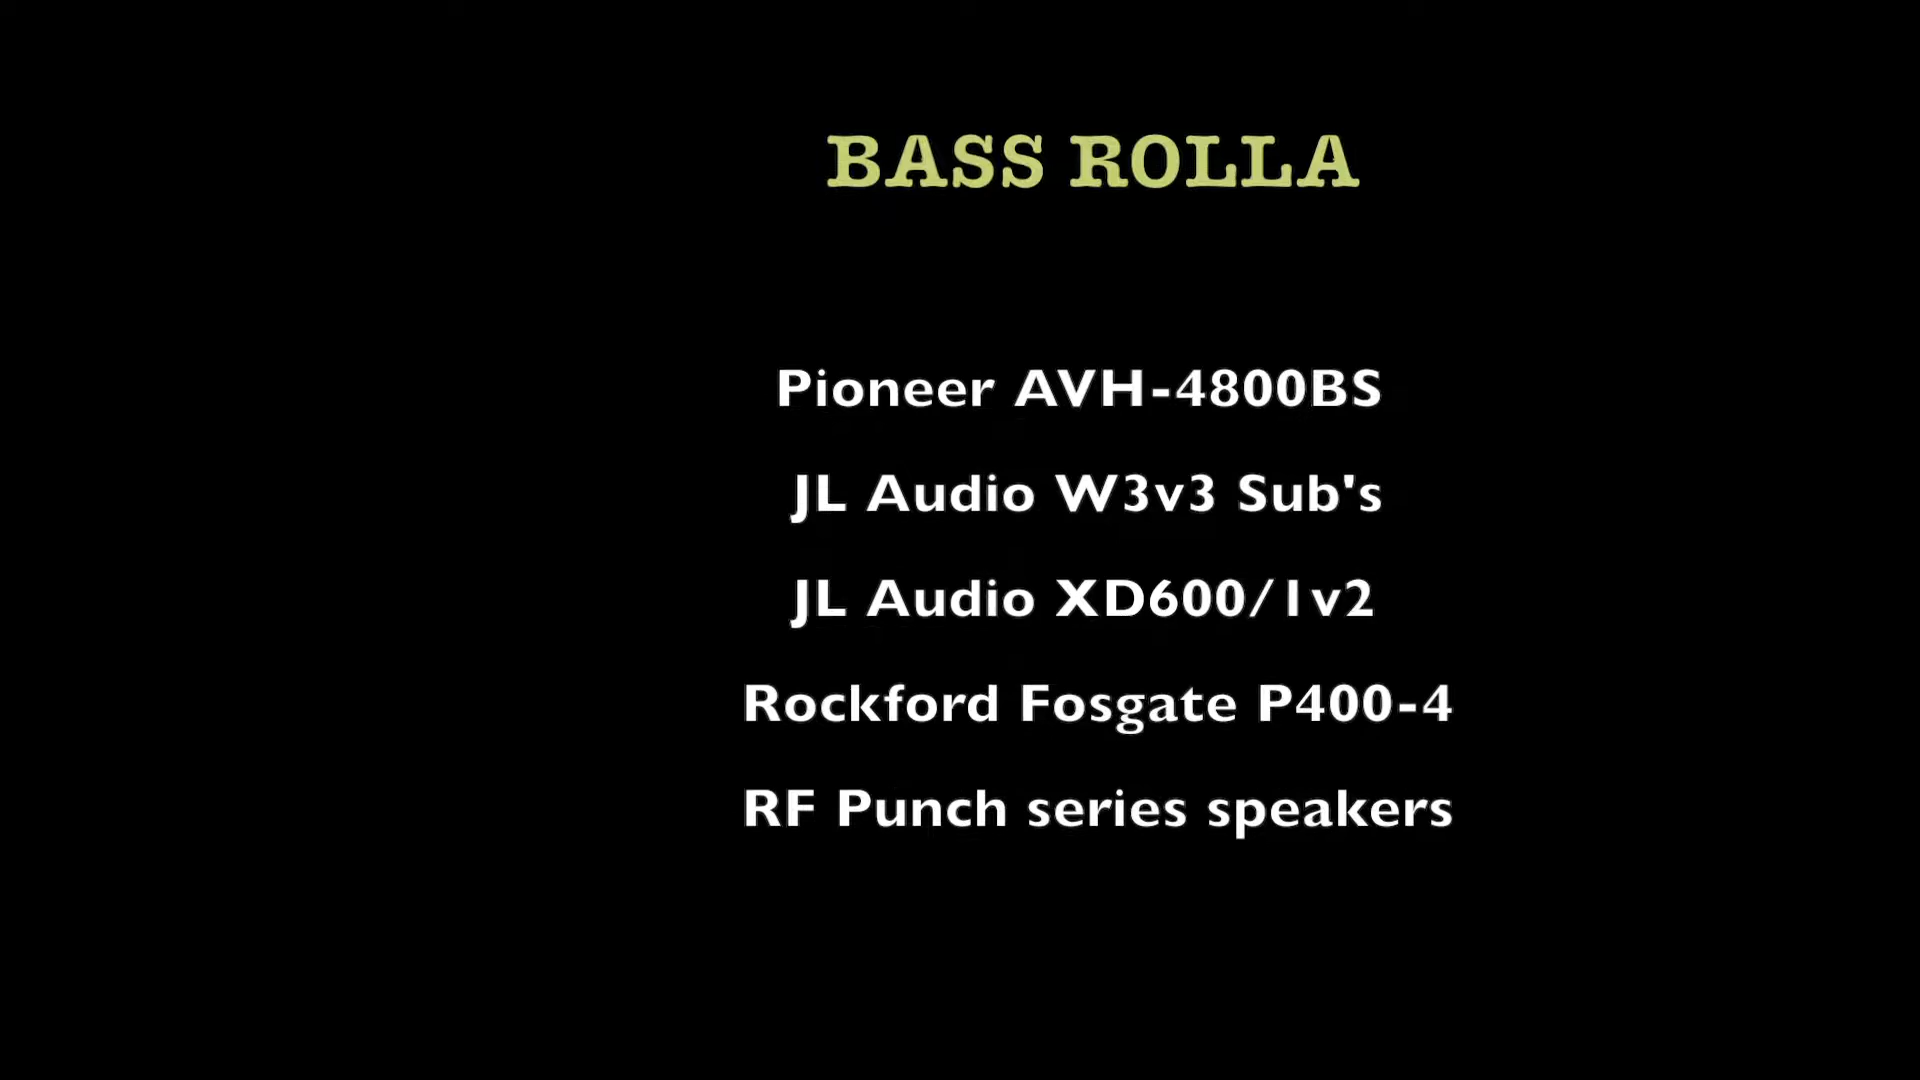 BASS ROLLA
Pioneer AVH-4800BS
JL Audio W3v3 Sub's
JL Audio XD600/1v2
Rockford Fosgate P400-4
RF Punch series speakers